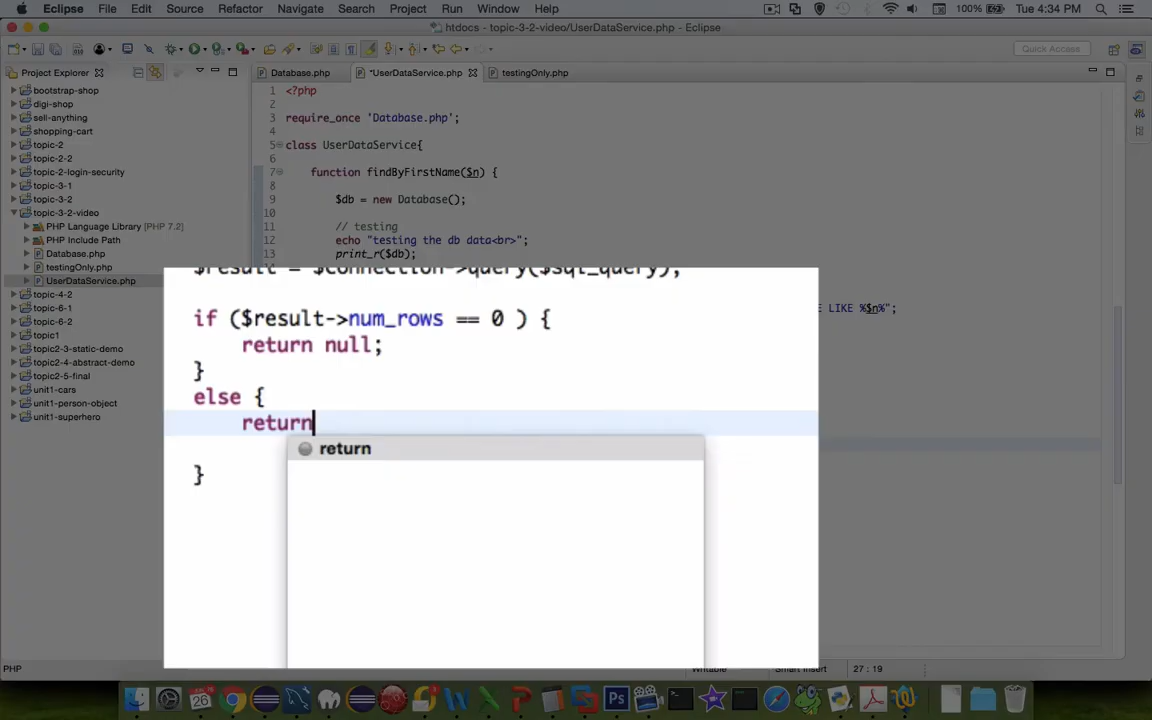 Eclipse File Edit Source Refactor Navigate Search Project Run Window Help 100% Tue 4:34 PM
htdocs - topic-3-2-video/UserDataService.php - Eclipse
Quick Access
Project Explorer
bootstrap-shop
digi-shop
sell-anything
shopping-cart
topic-2
topic-2-2
topic-2-login-security
topic-3-1
topic-3-2
topic-3-2-video
PHP Language Library [PHP 7.2]
PHP Include Path
Database.php
testingOnly.php
UserDataService.php
topic-4-2
topic-6-1
topic-6-2
topic1
topic2-3-static-demo
topic2-4-abstract-demo
topic2-5-final
unit1-cars
unit1-person-object
unit1-superhero
Database.php *UserDataService.php testingOnly.php
1 <?php
2
3 require_once 'Database.php';
4
5 class UserDataService{
6
7 function findByFirstName($n) {
8
9 $db = new Database();
10
11 // testing
12 echo "testing the db data<br>";
13 print_r($db);
$result = $connection->query($sql_query);
E LIKE %$n%";
if ($result->num_rows == 0 ) {
return null;
}
else {
return
return
}
PHP Writable Smart Insert 27 : 19
26